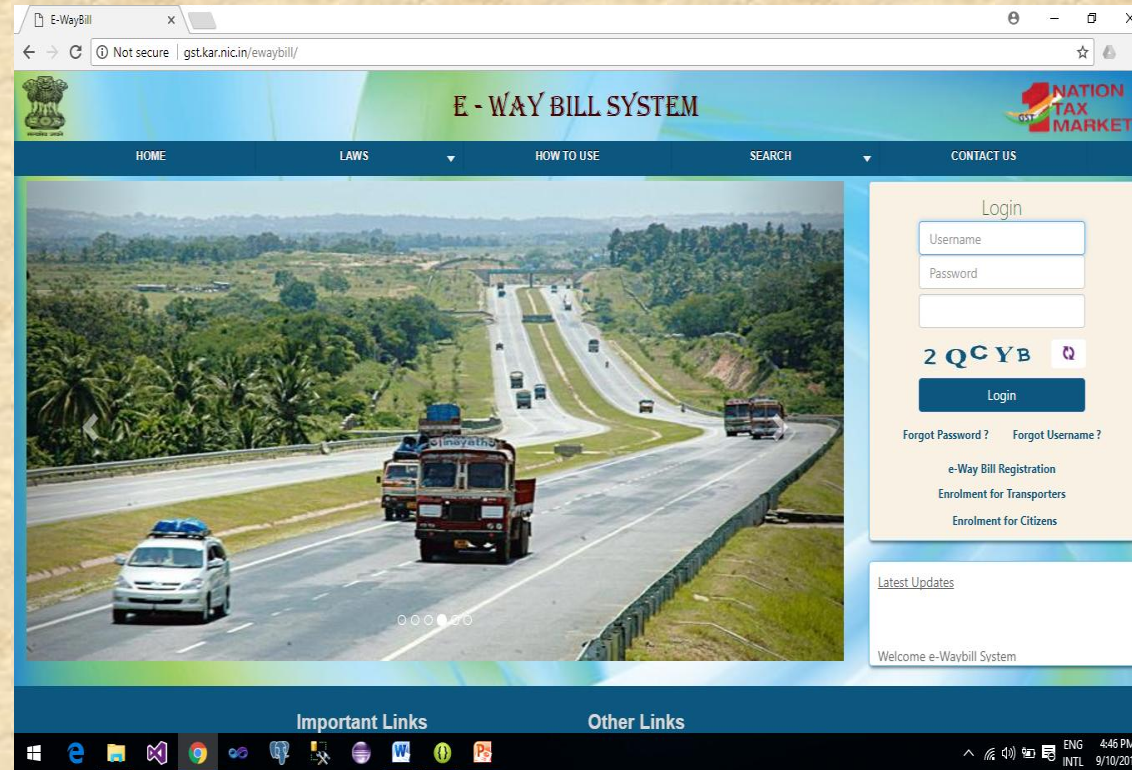 E-WayBill
Not secure gst.kar.nic.in/ewaybill/
E - WAY BILL SYSTEM
NATION
TAX
MARKET
GST
HOME LAWS HOW TO USE SEARCH CONTACT US
Login
Username
Password
2 Q C Y B
Login
Forgot Password ? Forgot Username ?
e-Way Bill Registration
Enrolment for Transporters
Enrolment for Citizens
Latest Updates
Welcome e-Waybill System
Important Links Other Links
ENG 4:46 PM
INTL 9/10/201